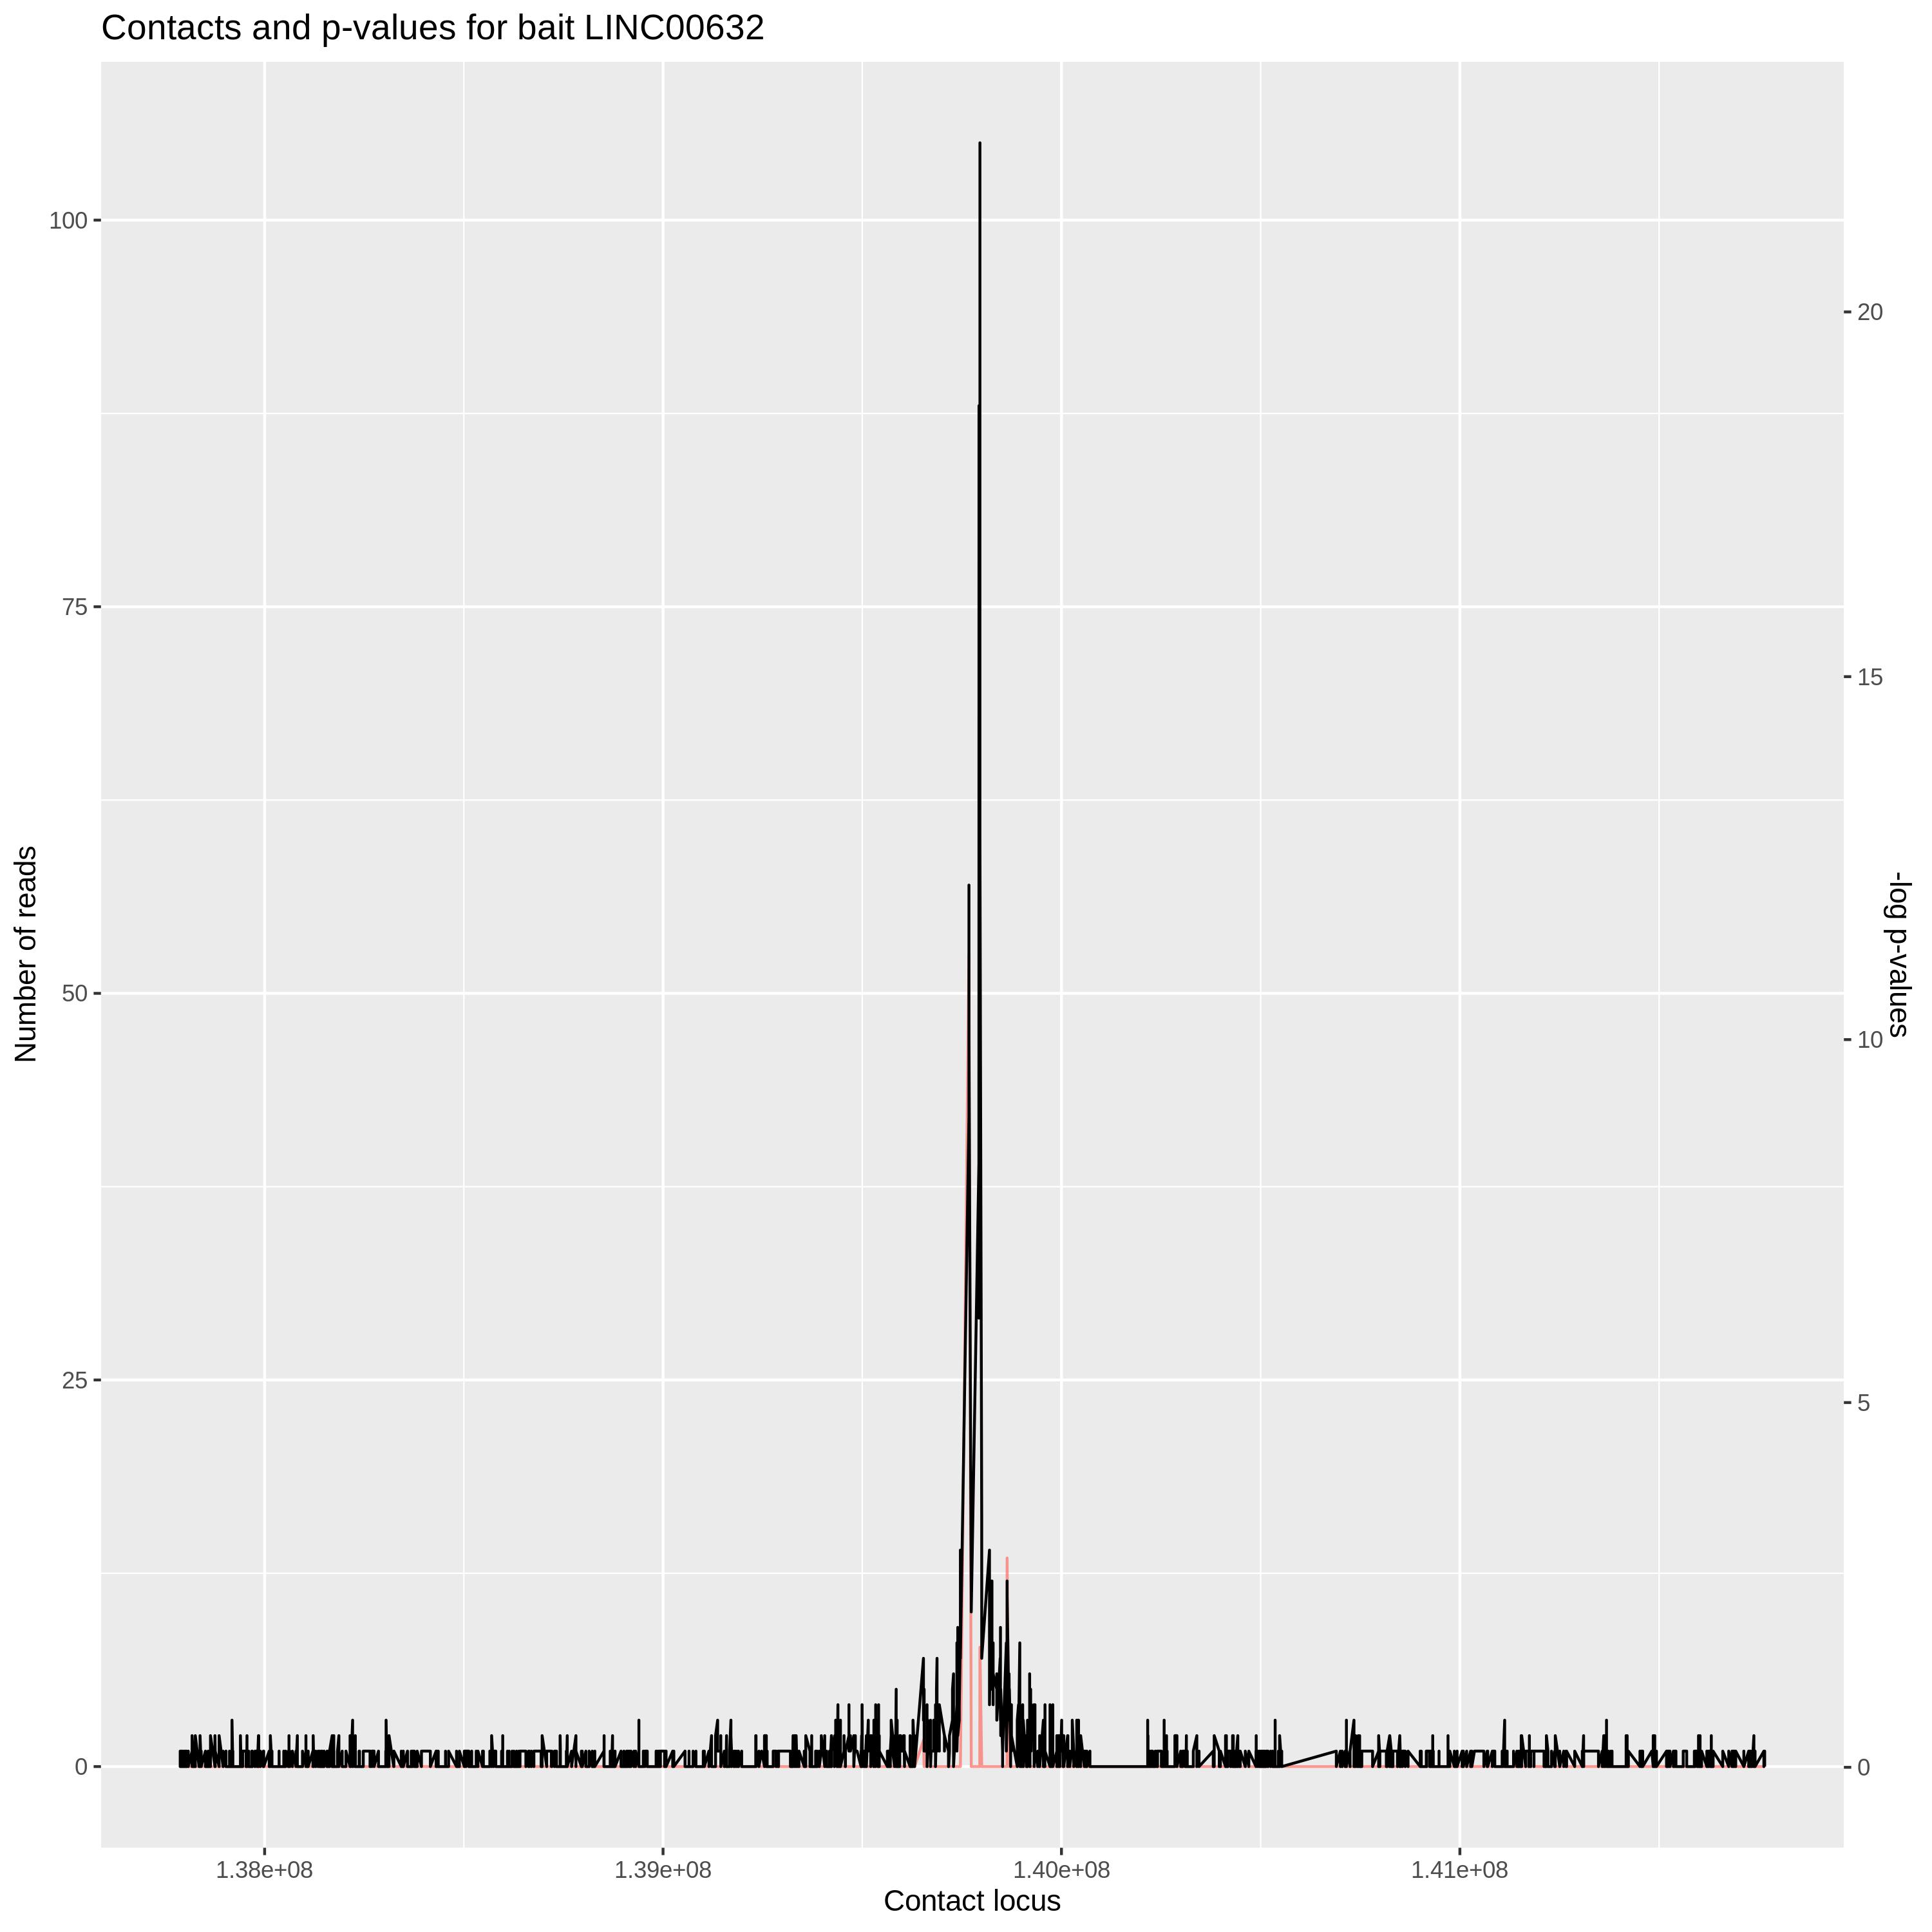 Contacts and p-values for bait LINC00632
100
75
50
25
0
Number of reads
20
15
10
5
0
-log p-values
1.38e+08
1.39e+08
1.40e+08
1.41e+08
Contact locus